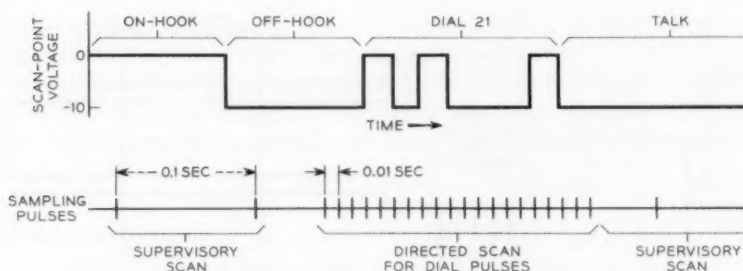 ON-HOOK OFF-HOOK DIAL 21 TALK
SCAN-POINT
VOLTAGE
0
-10
TIME
0.1 SEC 0.01 SEC
SAMPLING
PULSES
SUPERVISORY
SCAN
DIRECTED SCAN
FOR DIAL PULSES
SUPERVISORY
SCAN